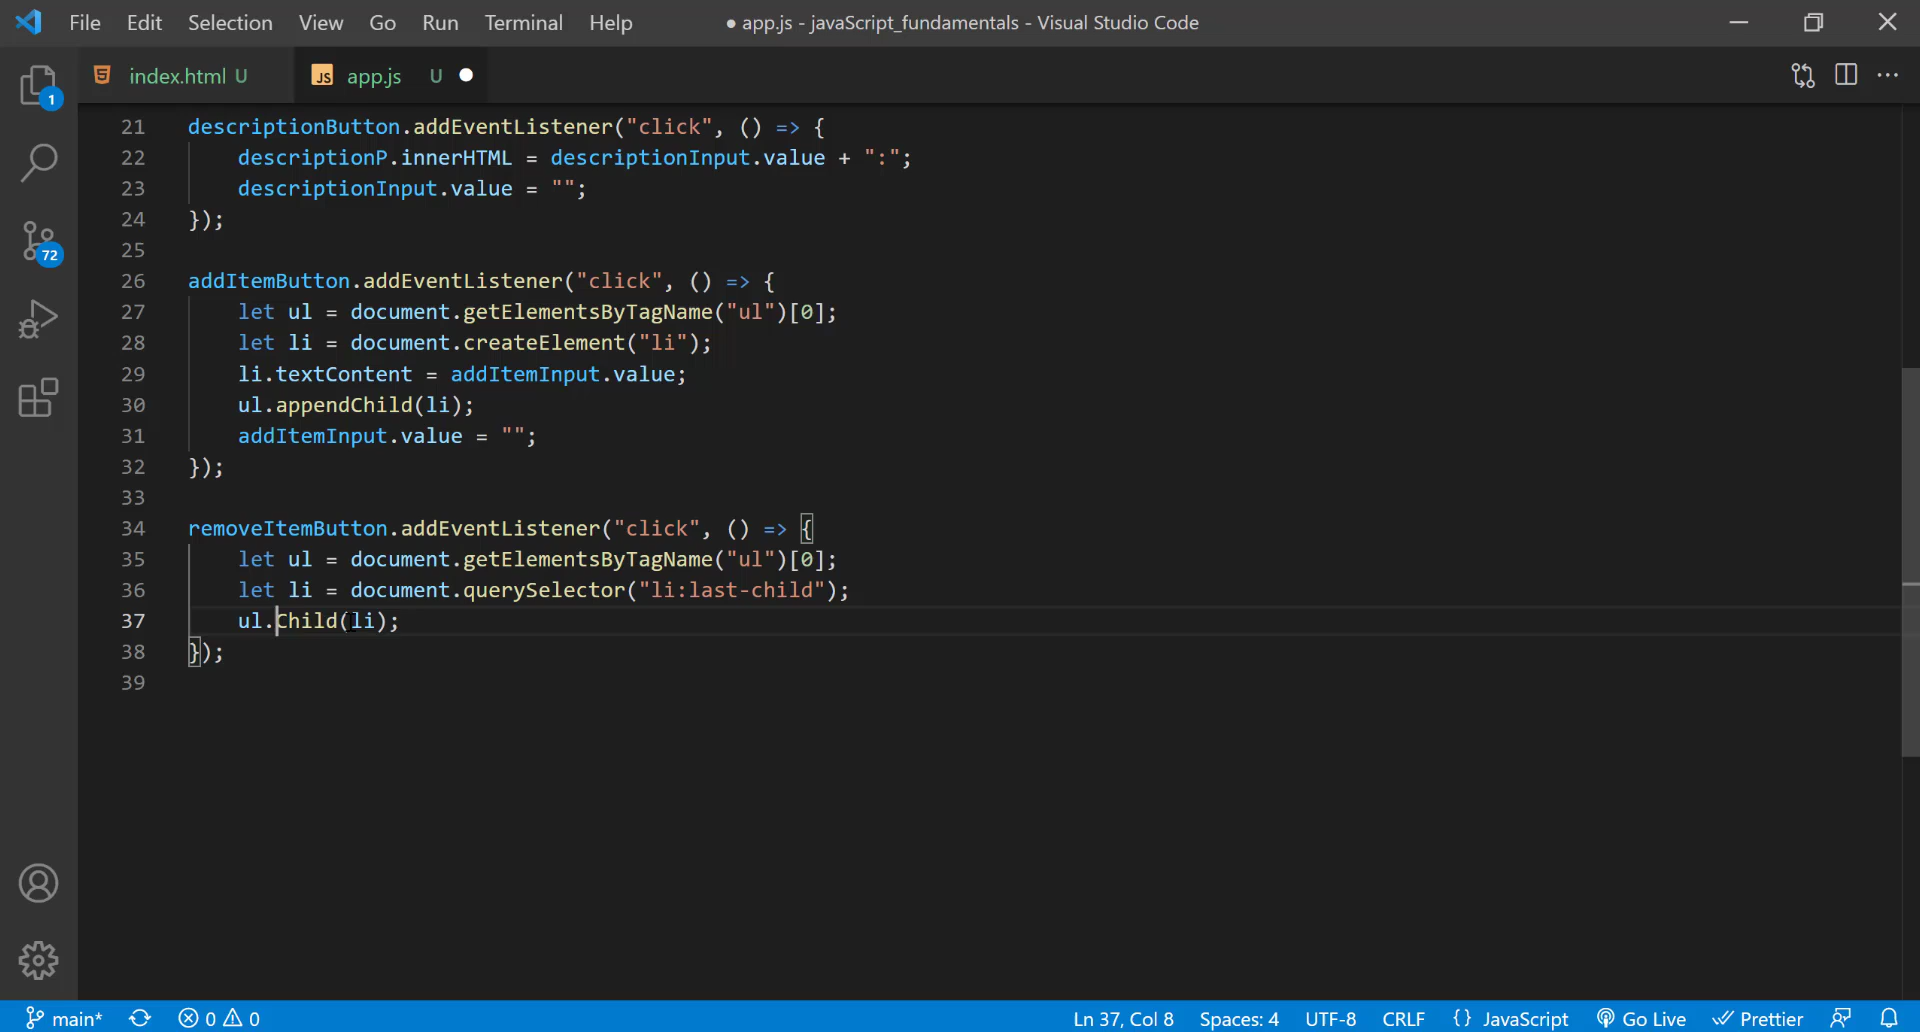 File Edit Selection View Go Run Terminal Help ● app.js - javaScript_fundamentals - Visual Studio Code
index.html U JS app.js U
1
72
21 descriptionButton.addEventListener("click", () => {
22 descriptionP.innerHTML = descriptionInput.value + ":";
23 descriptionInput.value = "";
24 });
25
26 addItemButton.addEventListener("click", () => {
27 let ul = document.getElementsByTagName("ul")[0];
28 let li = document.createElement("li");
29 li.textContent = addItemInput.value;
30 ul.appendChild(li);
31 addItemInput.value = "";
32 });
33
34 removeItemButton.addEventListener("click", () => {
35 let ul = document.getElementsByTagName("ul")[0];
36 let li = document.querySelector("li:last-child");
37 ul.Child(li);
38 });
39
main* 0 0 Ln 37, Col 8 Spaces: 4 UTF-8 CRLF {} JavaScript Go Live Prettier